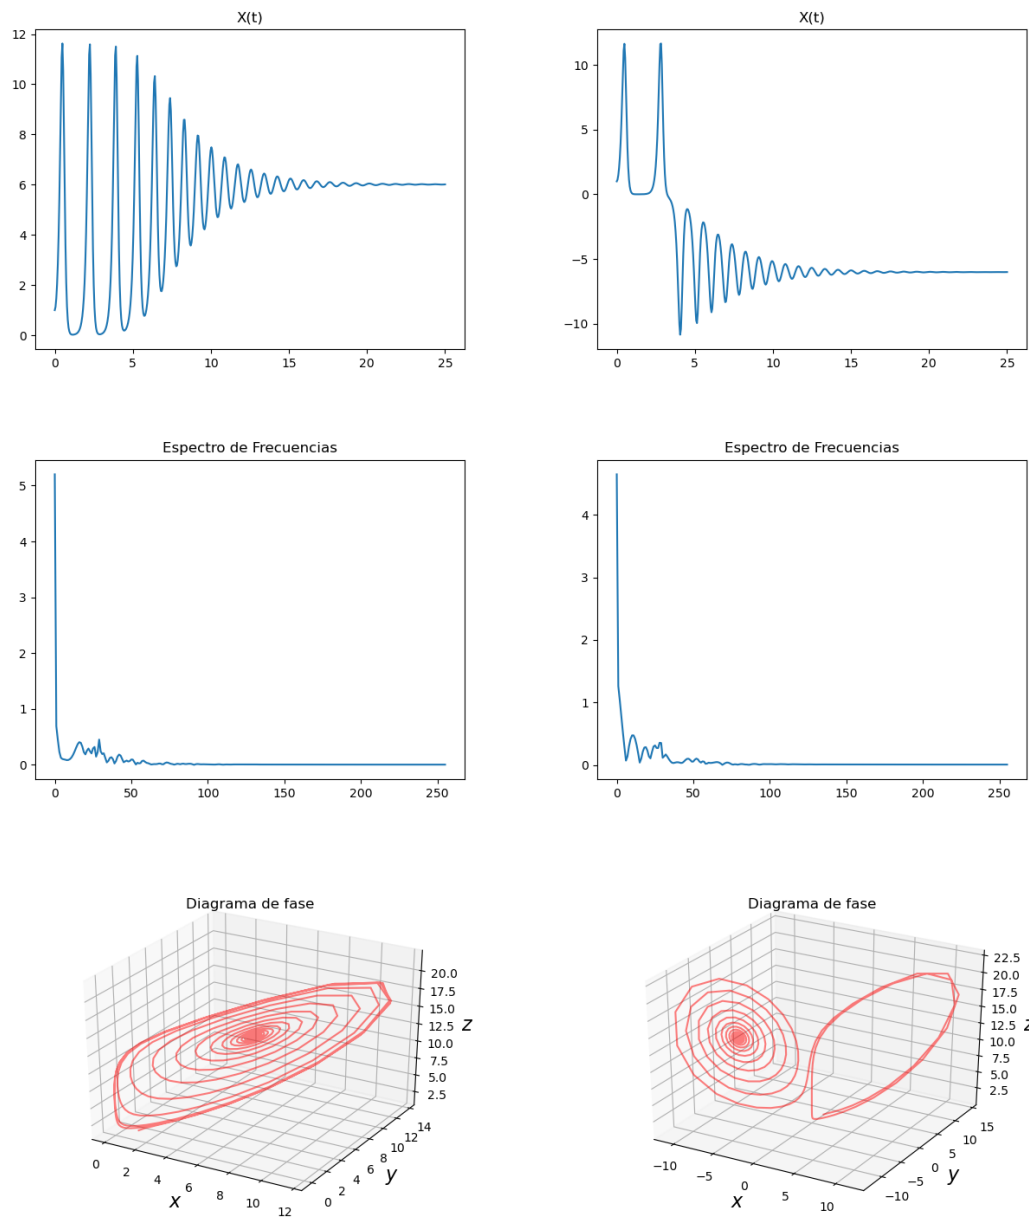 X(t)
12
10
8
6
4
2
0
0 5 10 15 20 25
X(t)
10
5
0
−5
−10
0 5 10 15 20 25
Espectro de Frecuencias
5
4
3
2
1
0
0 50 100 150 200 250
Espectro de Frecuencias
4
3
2
1
0
0 50 100 150 200 250
Diagrama de fase
20.0
17.5
15.0
12.5
10.0
7.5
5.0
2.5
z
0 2 4 6 8 10 12
x
0 2 4 6 8 10 12 14
y
Diagrama de fase
22.5
20.0
17.5
15.0
12.5
10.0
7.5
5.0
2.5
z
−10 −5 0 5 10
x
−10 −5 0 5 10 15
y